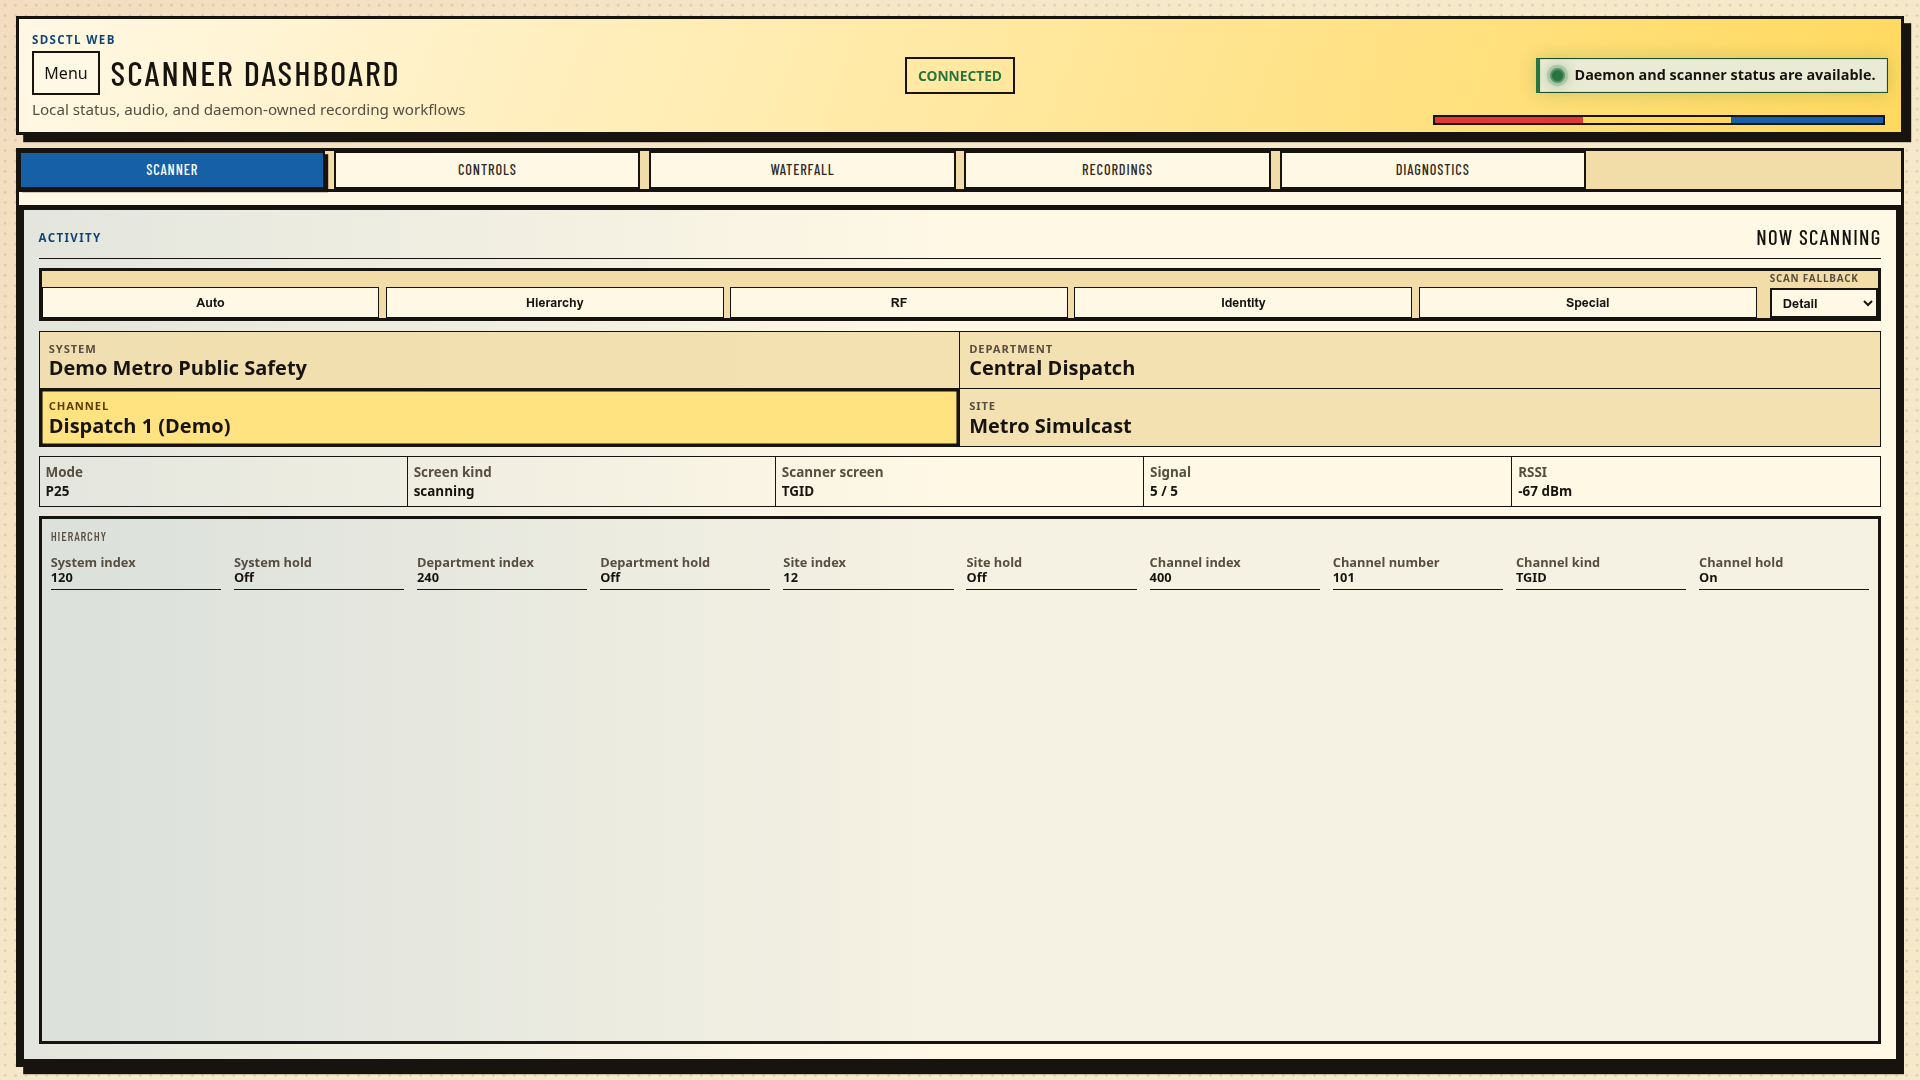 SDSCTL WEB
Menu
SCANNER DASHBOARD
Local status, audio, and daemon-owned recording workflows
CONNECTED
Daemon and scanner status are available.
SCANNER
CONTROLS
WATERFALL
RECORDINGS
DIAGNOSTICS
ACTIVITY
NOW SCANNING
Auto
Hierarchy
RF
Identity
Special
SCAN FALLBACK
Detail
SYSTEM
Demo Metro Public Safety
DEPARTMENT
Central Dispatch
CHANNEL
Dispatch 1 (Demo)
SITE
Metro Simulcast
Mode
P25
Screen kind
scanning
Scanner screen
TGID
Signal
5 / 5
RSSI
-67 dBm
HIERARCHY
System index
120
System hold
Off
Department index
240
Department hold
Off
Site index
12
Site hold
Off
Channel index
400
Channel number
101
Channel kind
TGID
Channel hold
On